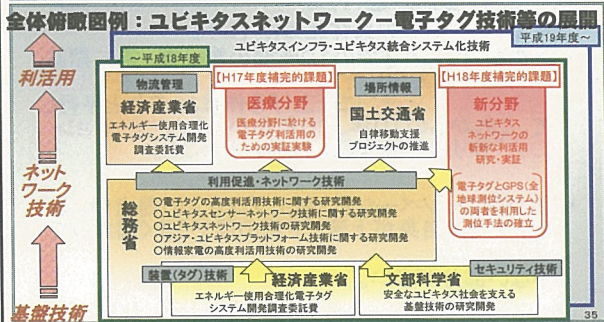 全体俯瞰図例：ユビキタスネットワークー電子タグ技術等の展開
平成19年度～
ユビキタスインフラ・ユビキタス統合システム化技術
～平成18年度
利活用
ネット
ワーク
技術
基盤技術
物流管理
経済産業省
エネルギー使用合理化
電子タグシステム開発
調査委託費
【H17年度補完的課題】
医療分野
医療分野に於ける
電子タグ利活用の
ための実証実験
場所情報
国土交通省
自律移動支援
プロジェクトの推進
【H18年度補完的課題】
新分野
ユビキタス
ネットワークの
斬新な利活用
研究・実証
電子タグとGPS(全
地球測位システム)
の両者を利用した
測位手法の確立
利用促進・ネットワーク技術
総務省
○電子タグの高度利活用技術に関する研究開発
○ユビキタスセンサーネットワーク技術に関する研究開発
○ユビキタスネットワーク技術の研究開発
○アジア・ユビキタスプラットフォーム技術に関する研究開発
○情報家電の高度利活用技術の研究開発
装置(タグ)技術
経済産業省
エネルギー使用合理化電子タグ
システム開発調査委託費
文部科学省
安全なユビキタス社会を支える
基盤技術の研究開発
セキュリティ技術
35